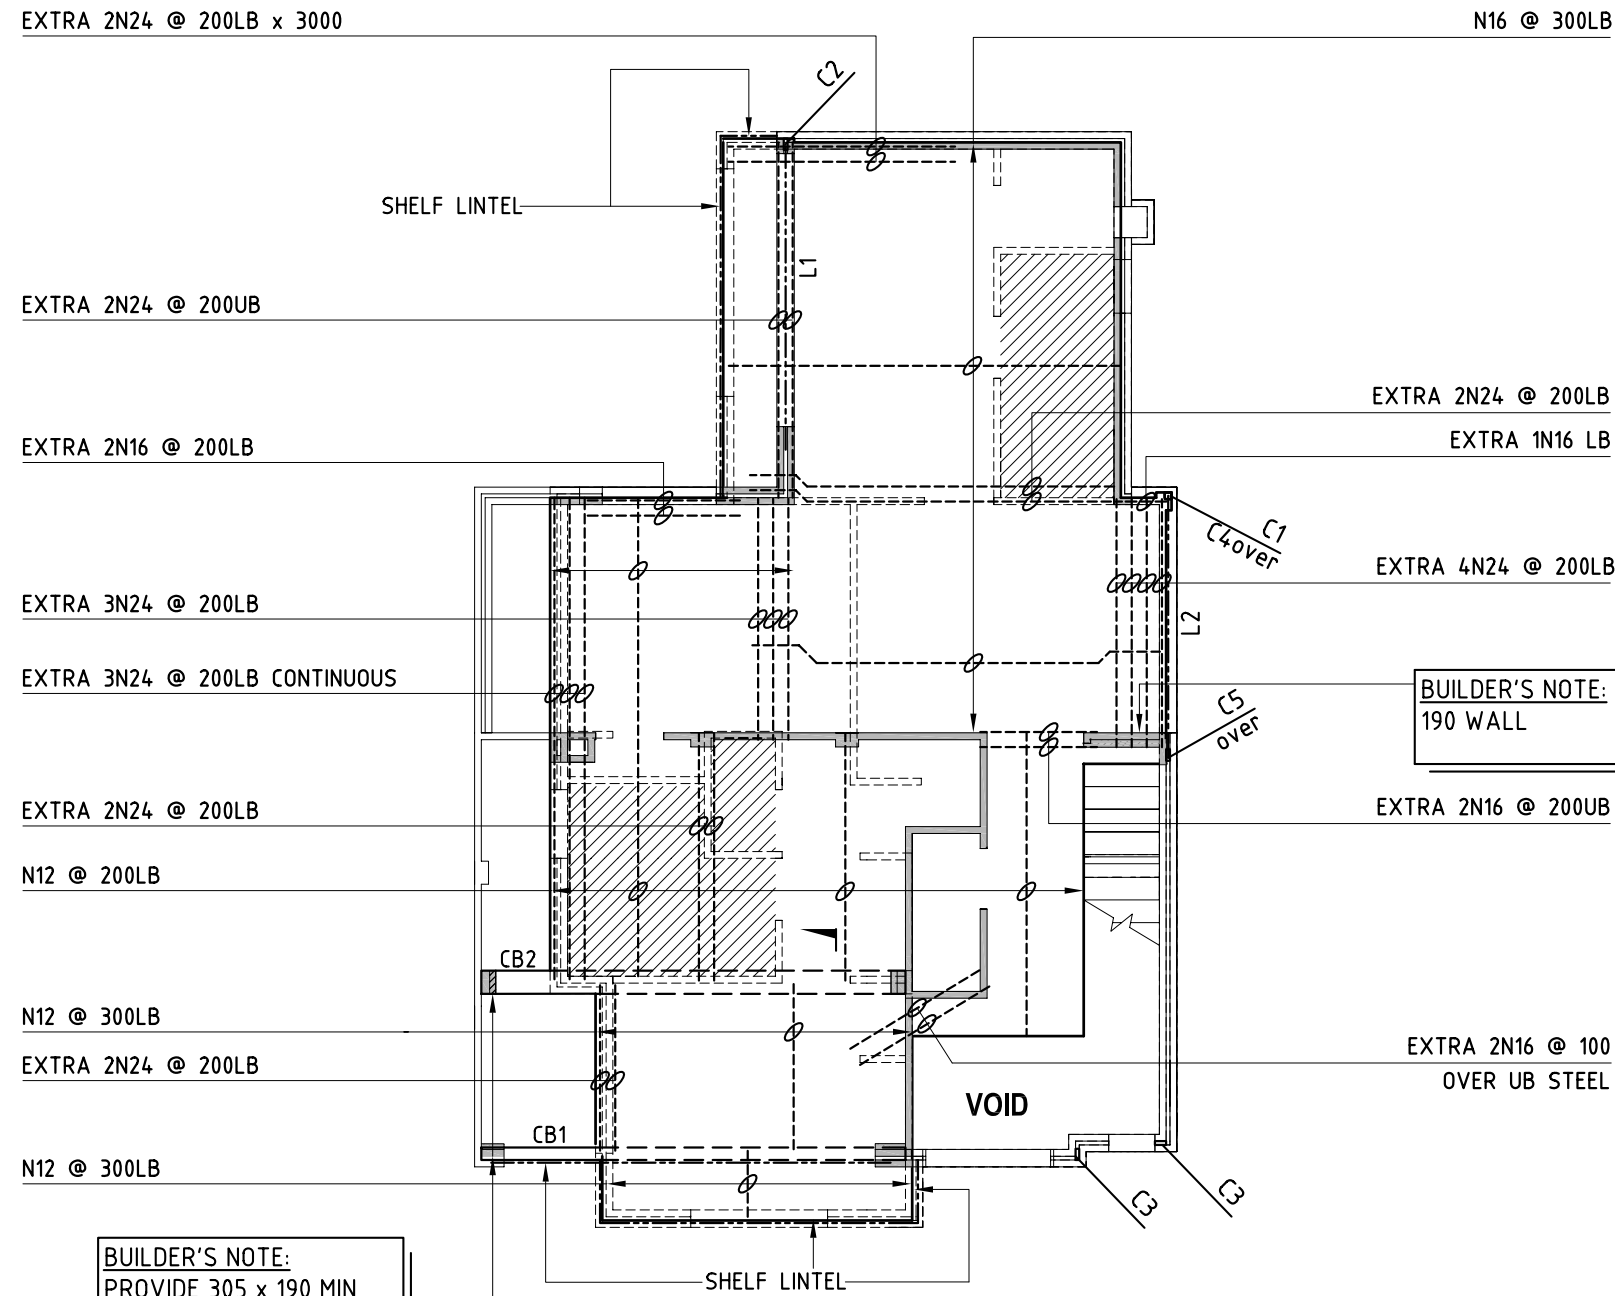 EXTRA 2N24 @ 200LB x 3000
N16 @ 300LB
C2
SHELF LINTEL
L1
EXTRA 2N24 @ 200UB
EXTRA 2N24 @ 200LB
EXTRA 2N16 @ 200LB
EXTRA 1N16 LB
C1
C4over
EXTRA 4N24 @ 200LB
EXTRA 3N24 @ 200LB
L2
EXTRA 3N24 @ 200LB CONTINUOUS
BUILDER'S NOTE:
190 WALL
C5
over
EXTRA 2N24 @ 200LB
EXTRA 2N16 @ 200UB
N12 @ 200LB
CB2
N12 @ 300LB
EXTRA 2N16 @ 100
OVER UB STEEL
EXTRA 2N24 @ 200LB
VOID
CB1
N12 @ 300LB
C3
C3
BUILDER'S NOTE:
PROVIDE 305 x 190 MIN
SHELF LINTEL